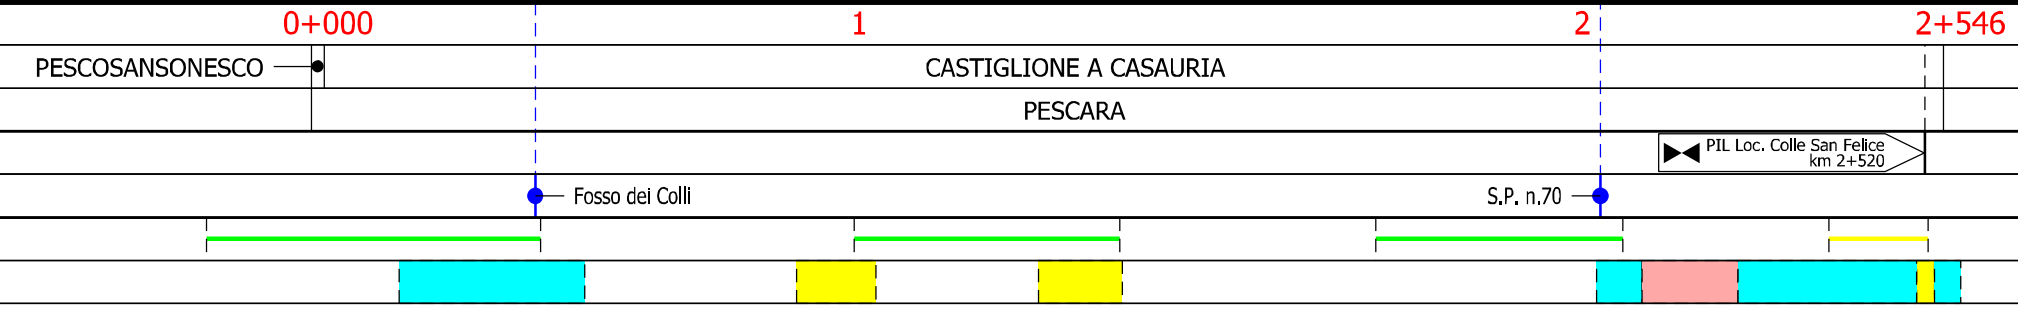 0+000 1 2 2+546
PESCOSANSONESCO CASTIGLIONE A CASAURIA
PESCARA
PIL Loc. Colle San Felice
km 2+520
Fosso dei Colli S.P. n.70